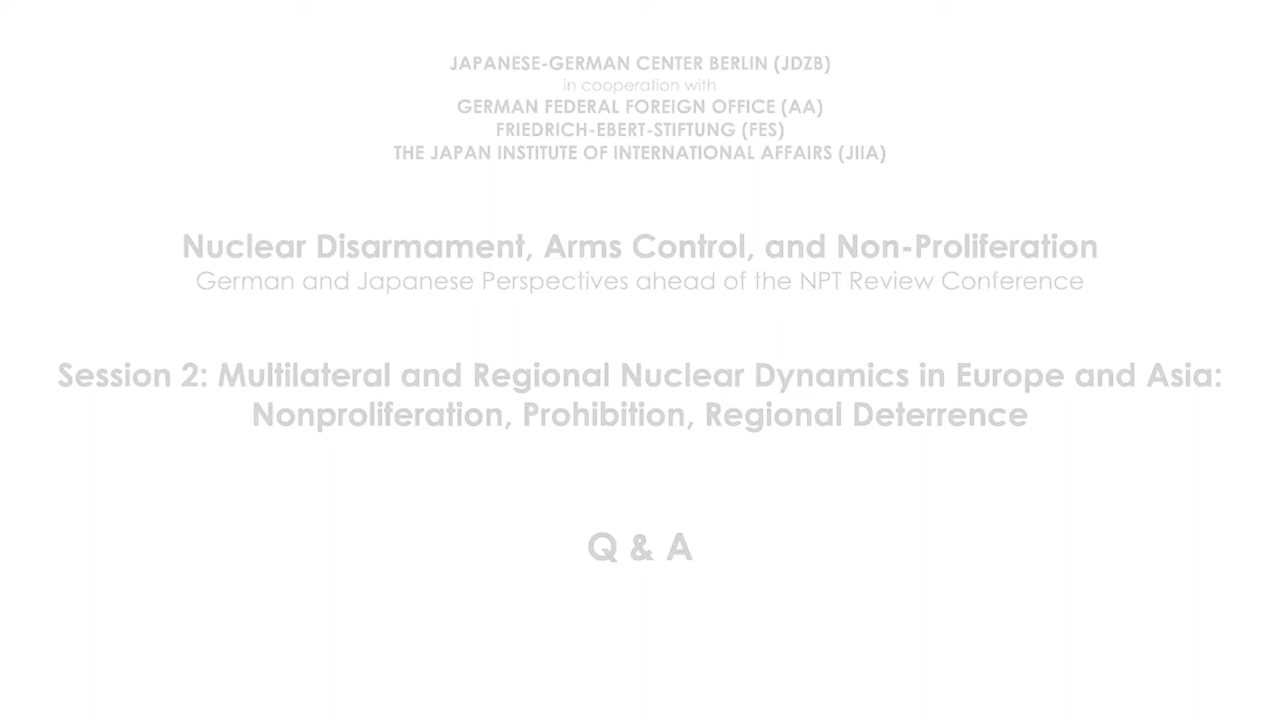 JAPANESE-GERMAN CENTER BERLIN (JDZB)
in cooperation with
GERMAN FEDERAL FOREIGN OFFICE (AA)
FRIEDRICH-EBERT-STIFTUNG (FES)
THE JAPAN INSTITUTE OF INTERNATIONAL AFFAIRS (JIIA)
Nuclear Disarmament, Arms Control, and Non-Proliferation
German and Japanese Perspectives ahead of the NPT Review Conference
Session 2: Multilateral and Regional Nuclear Dynamics in Europe and Asia:
Nonproliferation, Prohibition, Regional Deterrence
Q & A